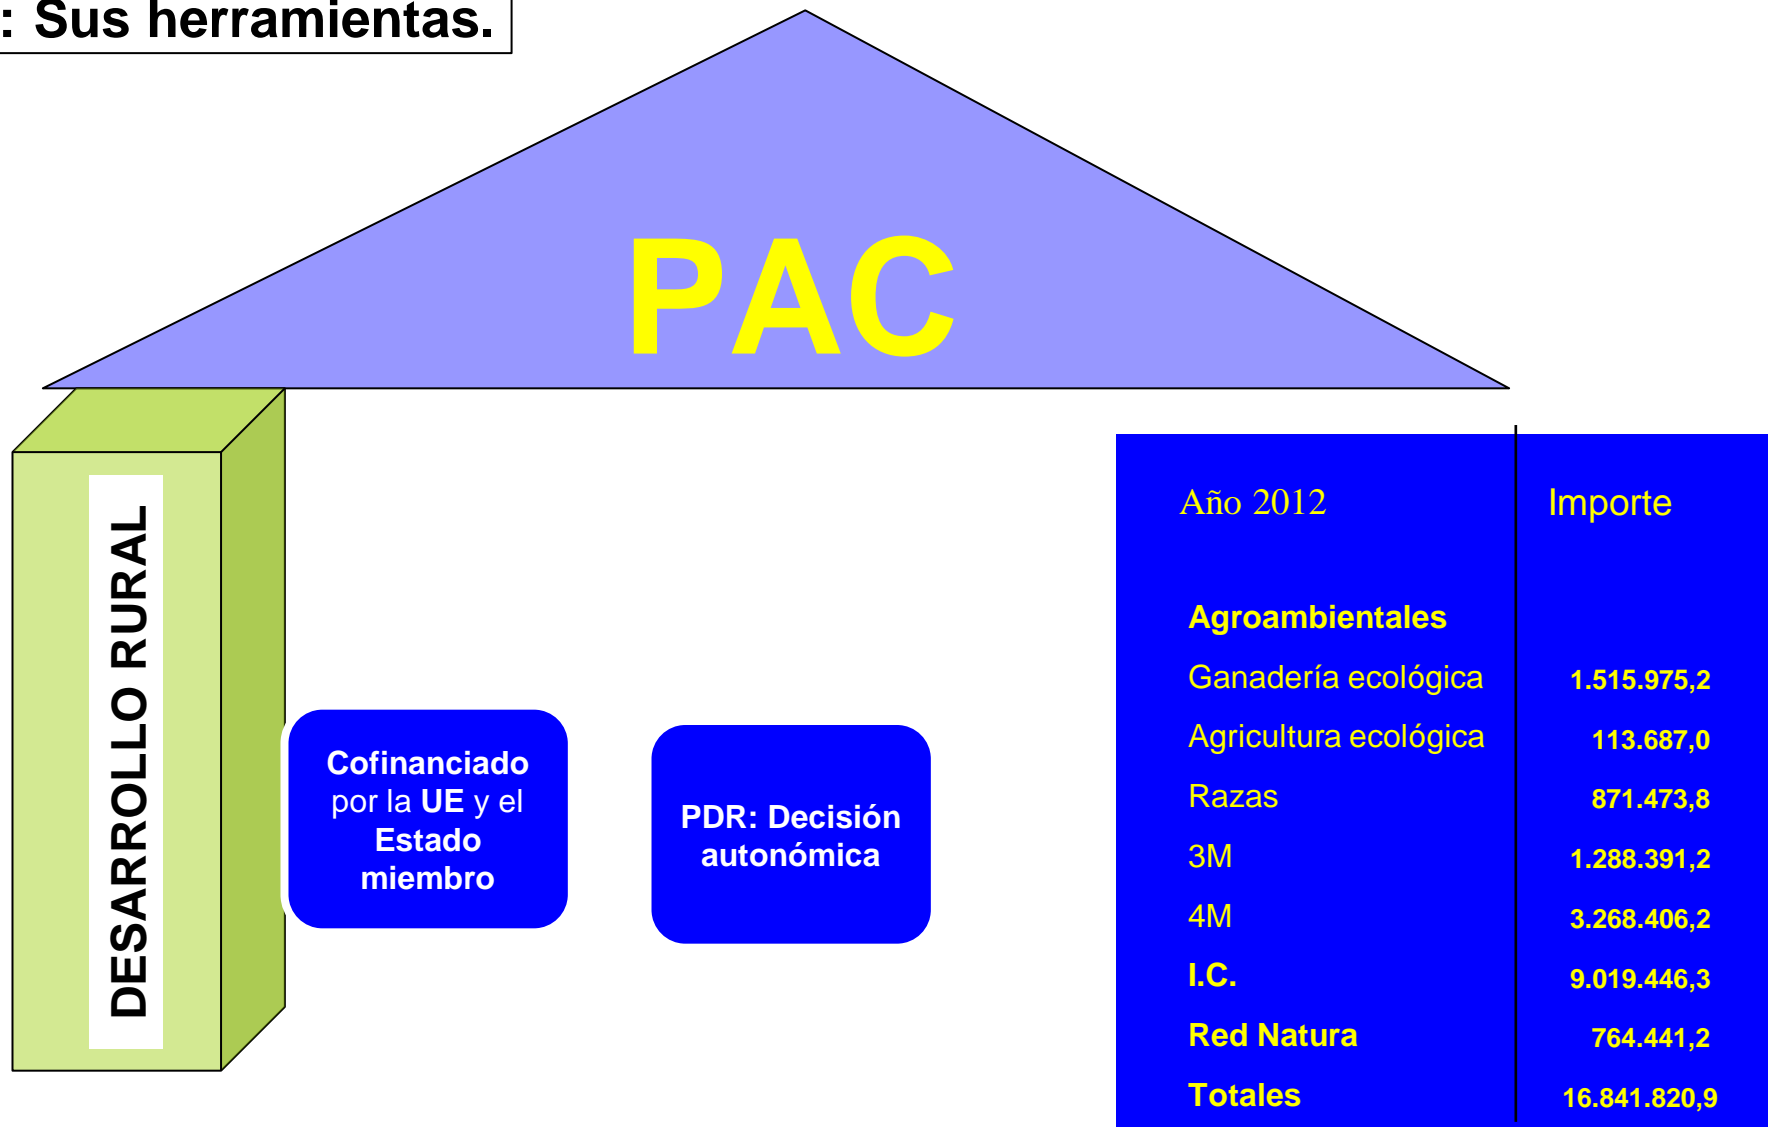 : Sus herramientas.
PAC
DESARROLLO RURAL
Cofinanciado
por la UE y el
Estado
miembro
PDR: Decisión
autonómica
Año 2012 Importe
Agroambientales
Ganadería ecológica 1.515.975,2
Agricultura ecológica 113.687,0
Razas 871.473,8
3M 1.288.391,2
4M 3.268.406,2
I.C. 9.019.446,3
Red Natura 764.441,2
Totales 16.841.820,9